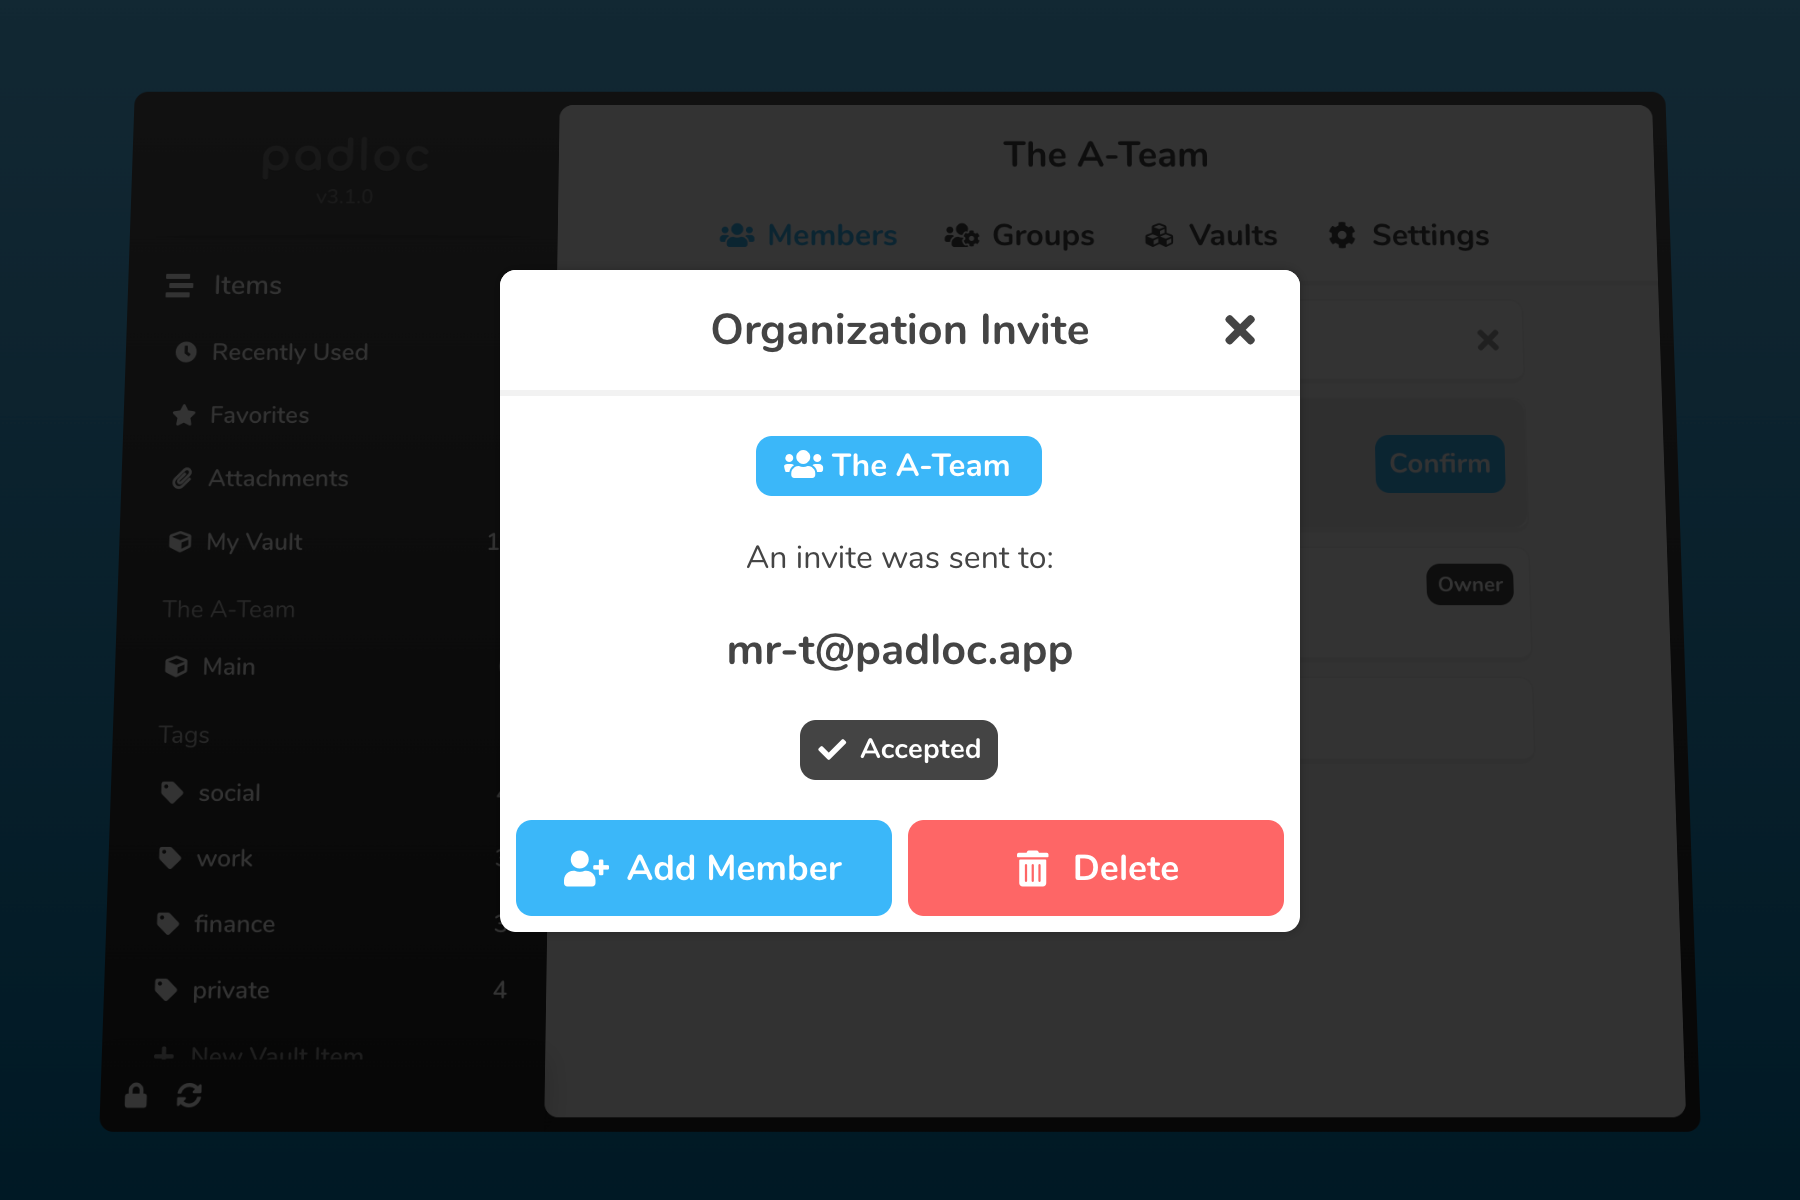 padloc
v3.1.0
Items
Recently Used
Favorites
Attachments
My Vault 1
The A-Team
Main
Tags
social
work
finance
private 4
New Vault Item
The A-Team
Members Groups Vaults Settings
Confirm
Owner
Organization Invite
The A-Team
An invite was sent to:
mr-t@padloc.app
Accepted
Add Member Delete